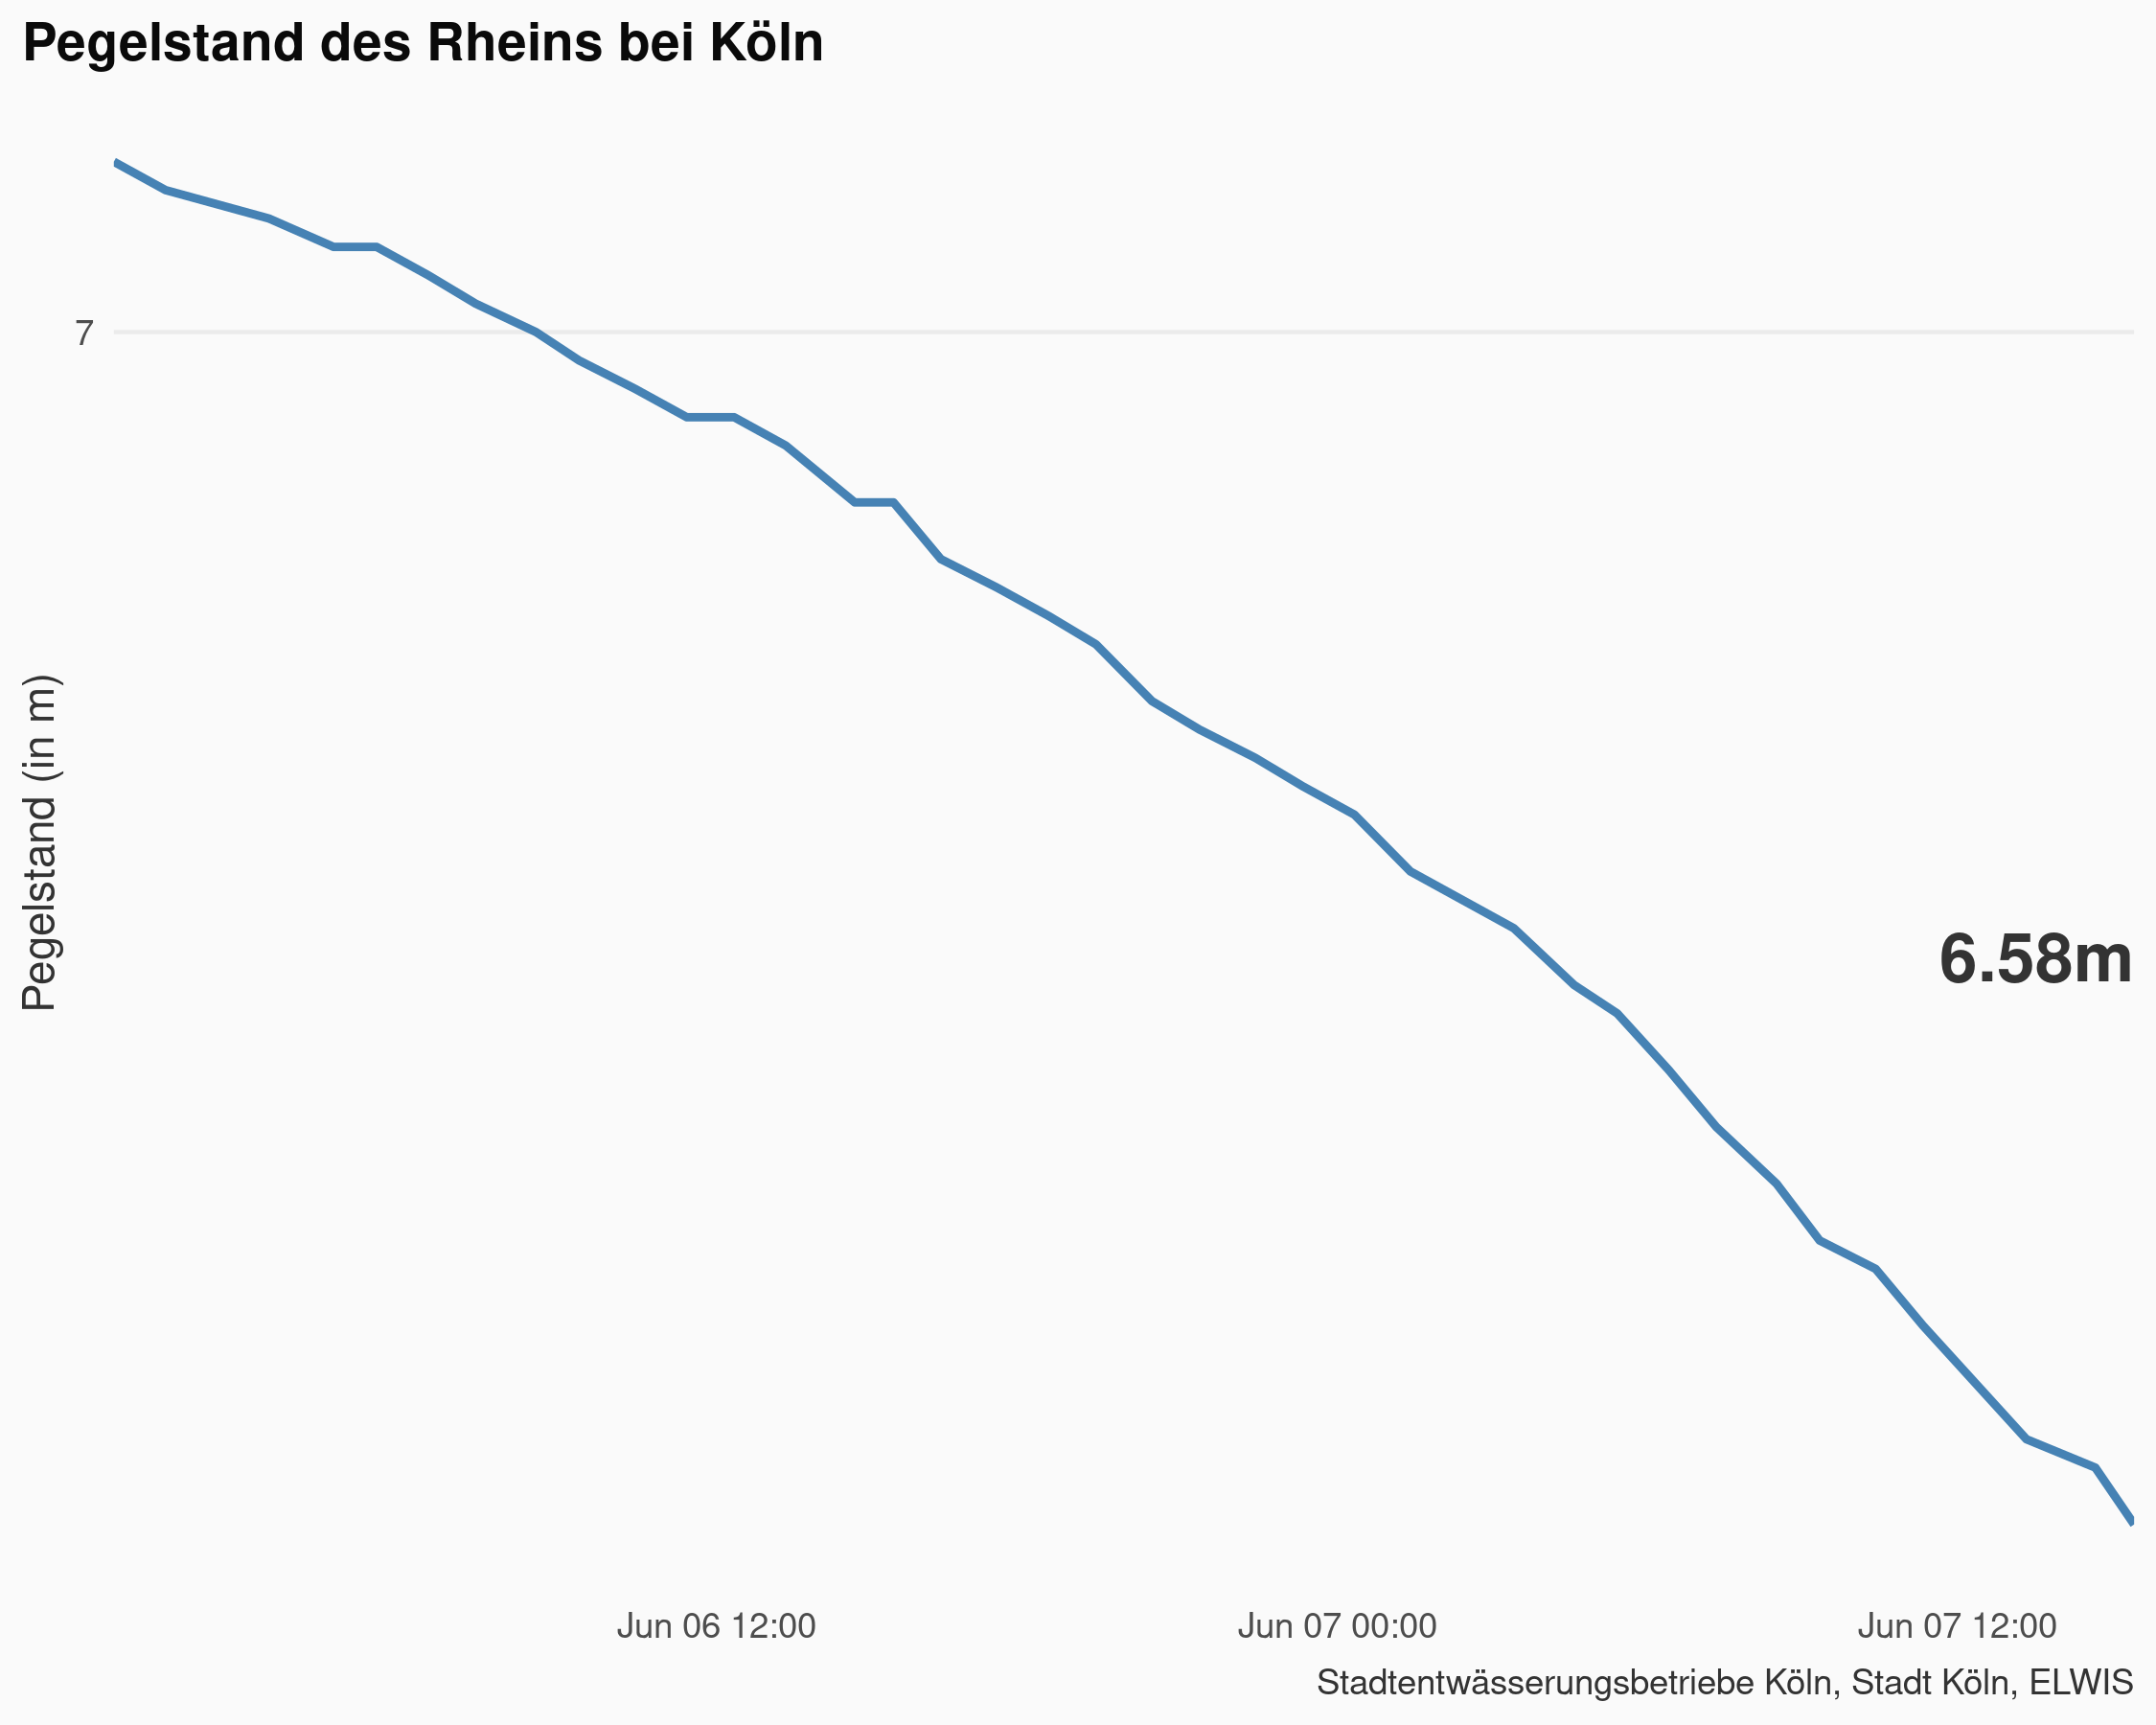 Pegelstand des Rheins bei Köln
7
Pegelstand (in m)
6.58m
Jun 06 12:00
Jun 07 00:00
Jun 07 12:00
Stadtentwässerungsbetriebe Köln, Stadt Köln, ELWIS